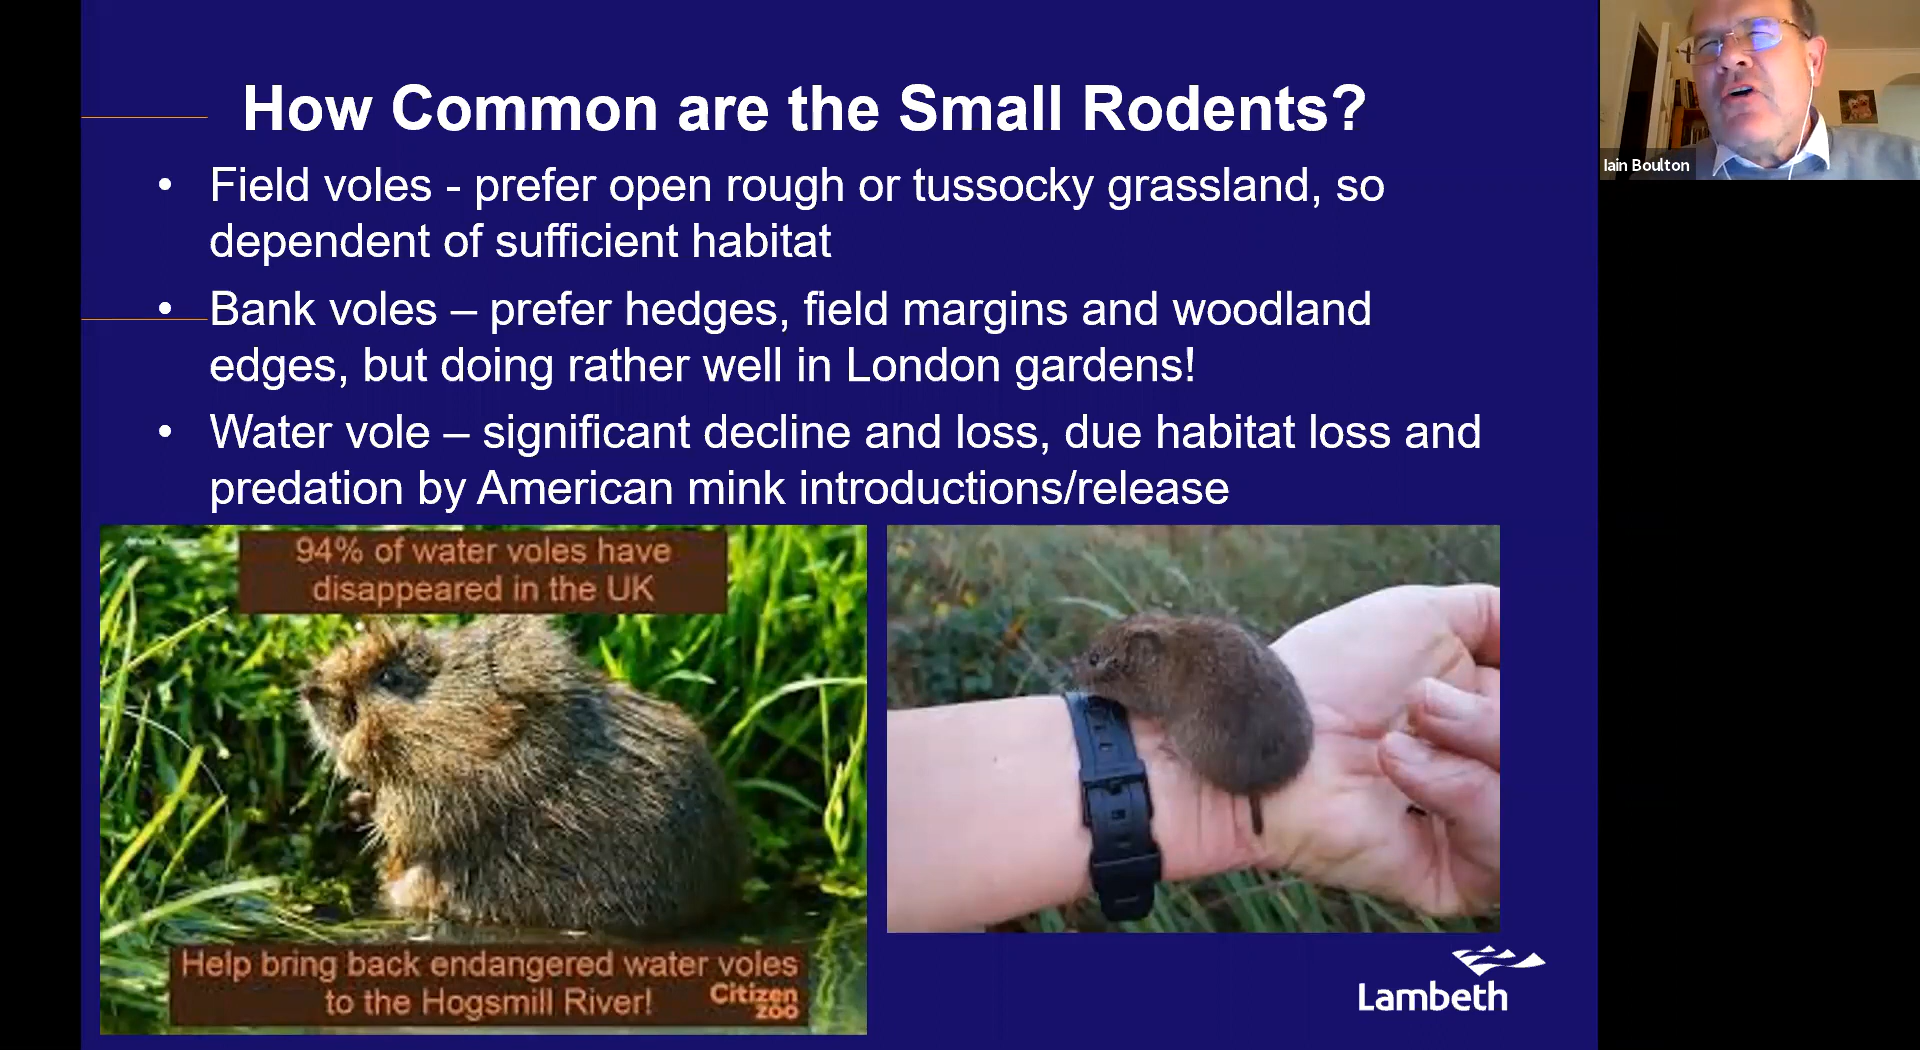 How Common are the Small Rodents?
• Field voles - prefer open rough or tussocky grassland, so
dependent of sufficient habitat
• Bank voles – prefer hedges, field margins and woodland
edges, but doing rather well in London gardens!
• Water vole – significant decline and loss, due habitat loss and
predation by American mink introductions/release
94% of water voles have
disappeared in the UK
Help bring back endangered water voles
to the Hogsmill River!
Citizen
zoo
Lambeth
Iain Boulton